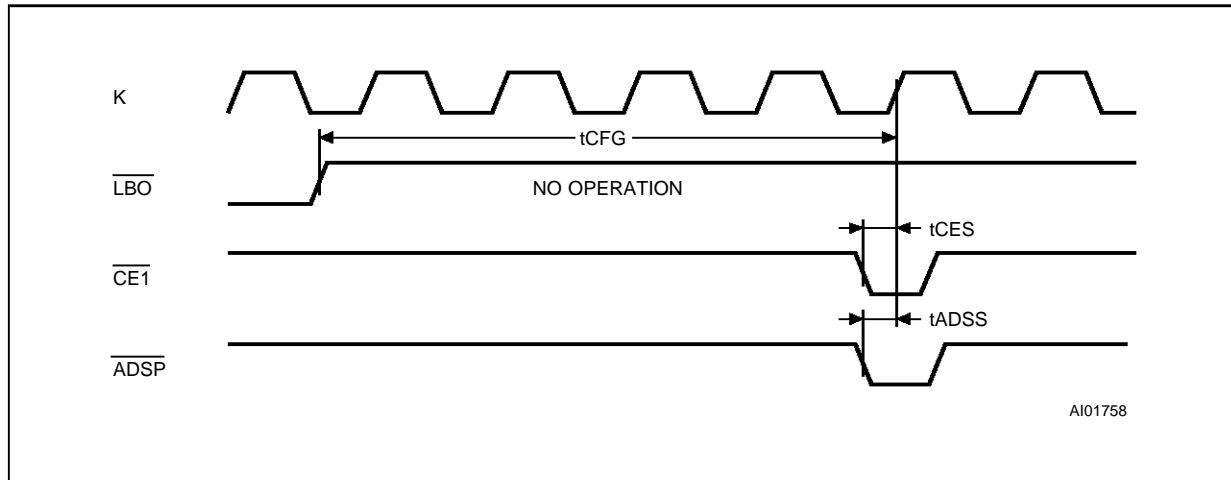 K
tCFG
LBO
NO OPERATION
tCES
CE1
tADSS
ADSP
AI01758